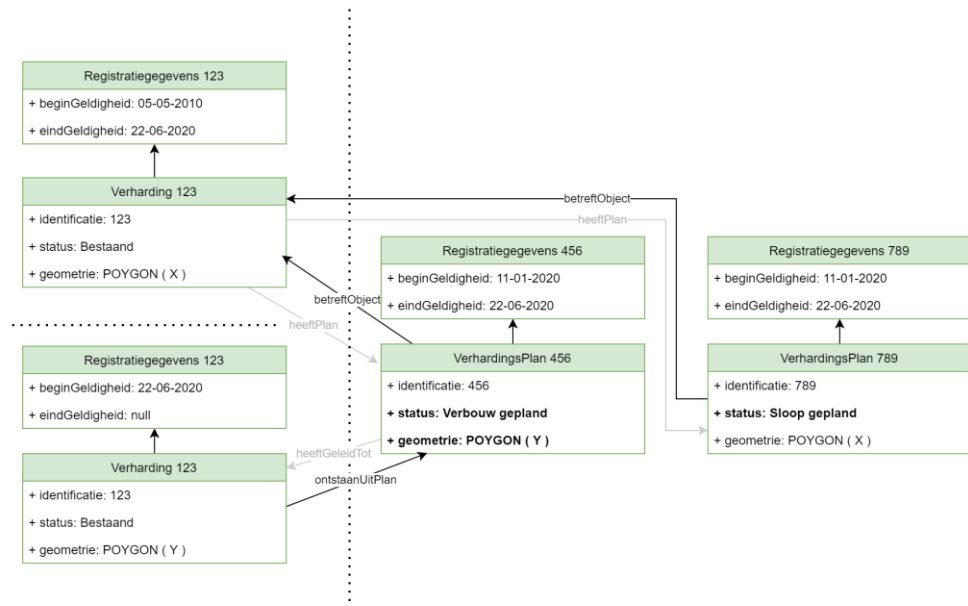 Registratiegegevens 123
+ beginGeldigheid: 05-05-2010
+ eindGeldigheid: 22-06-2020
Verharding 123
+ identificatie: 123
+ status: Bestaand
+ geometrie: POYGON ( X )
betreftObject
heeftPlan
Registratiegegevens 456
+ beginGeldigheid: 11-01-2020
+ eindGeldigheid: 22-06-2020
Registratiegegevens 789
+ beginGeldigheid: 11-01-2020
+ eindGeldigheid: 22-06-2020
betreftObject
heeftPlan
Registratiegegevens 123
+ beginGeldigheid: 22-06-2020
+ eindGeldigheid: null
VerhardingsPlan 456
+ identificatie: 456
+ status: Verbouw gepland
+ geometrie: POYGON ( Y )
VerhardingsPlan 789
+ identificatie: 789
+ status: Sloop gepland
+ geometrie: POYGON ( X )
heeftGeleidTot
ontstaanUitPlan
Verharding 123
+ identificatie: 123
+ status: Bestaand
+ geometrie: POYGON ( Y )